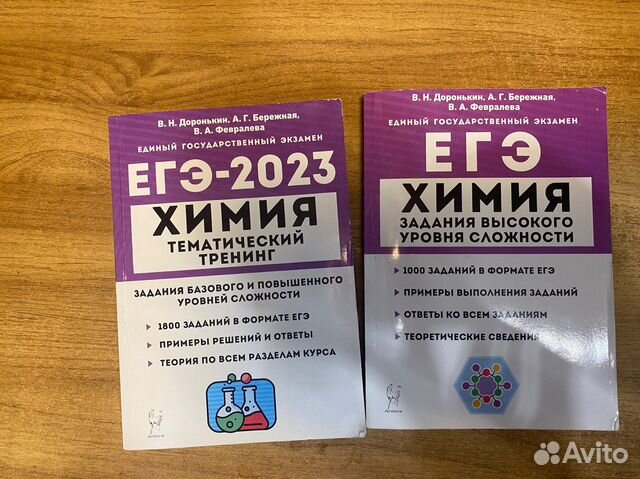 В. Н. Доронькин, А. Г. Бережная,
В. А. Февралева
ЕДИНЫЙ ГОСУДАРСТВЕННЫЙ ЭКЗАМЕН
ЕГЭ-2023
ХИМИЯ
ТЕМАТИЧЕСКИЙ
ТРЕНИНГ
ЗАДАНИЯ БАЗОВОГО И ПОВЫШЕННОГО
УРОВНЕЙ СЛОЖНОСТИ
1800 ЗАДАНИЙ В ФОРМАТЕ ЕГЭ
ПРИМЕРЫ РЕШЕНИЙ И ОТВЕТЫ
ТЕОРИЯ ПО ВСЕМ РАЗДЕЛАМ КУРСА
ЛЕГИОН-М
В. Н. Доронькин, А. Г. Бережная,
В. А. Февралева
ЕДИНЫЙ ГОСУДАРСТВЕННЫЙ ЭКЗАМЕН
ЕГЭ
ХИМИЯ
ЗАДАНИЯ ВЫСОКОГО
УРОВНЯ СЛОЖНОСТИ
1000 ЗАДАНИЙ В ФОРМАТЕ ЕГЭ
ПРИМЕРЫ ВЫПОЛНЕНИЯ ЗАДАНИЙ
ОТВЕТЫ КО ВСЕМ ЗАДАНИЯМ
ТЕОРЕТИЧЕСКИЕ СВЕДЕНИЯ
ЛЕГИОН-М
Avito